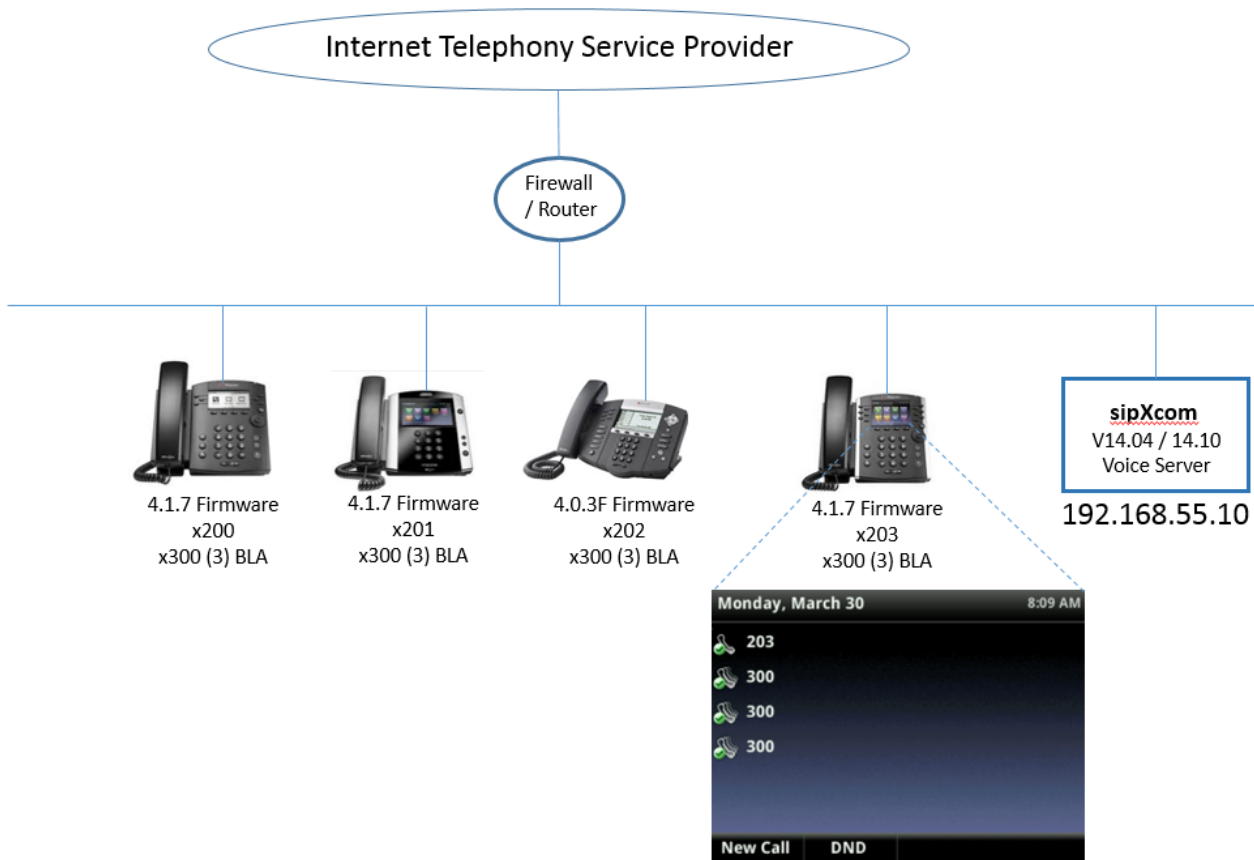 Internet Telephony Service Provider
Firewall
/ Router
4.1.7 Firmware
x200
x300 (3) BLA
4.1.7 Firmware
x201
x300 (3) BLA
4.0.3F Firmware
x202
x300 (3) BLA
4.1.7 Firmware
x203
x300 (3) BLA
sipXcom
V14.04 / 14.10
Voice Server
192.168.55.10
Monday, March 30 8:09 AM
203
300
300
300
New Call DND